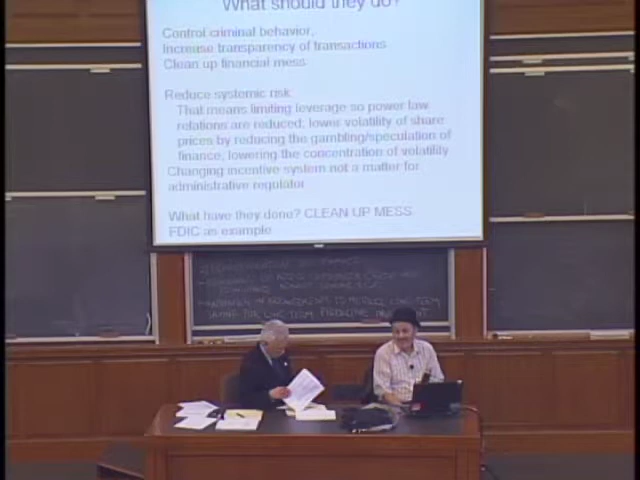 What should they do?
Control criminal behavior,
Increase transparency of transactions
Clean up financial mess.
Reduce systemic risk:
That means limiting leverage so power law
relations are reduced; lower volatility of share
prices by reducing the gambling/speculation of
finance, lowering the concentration of volatility
Changing incentive system not a matter for
administrative regulator
What have they done? CLEAN UP MESS
FDIC as example